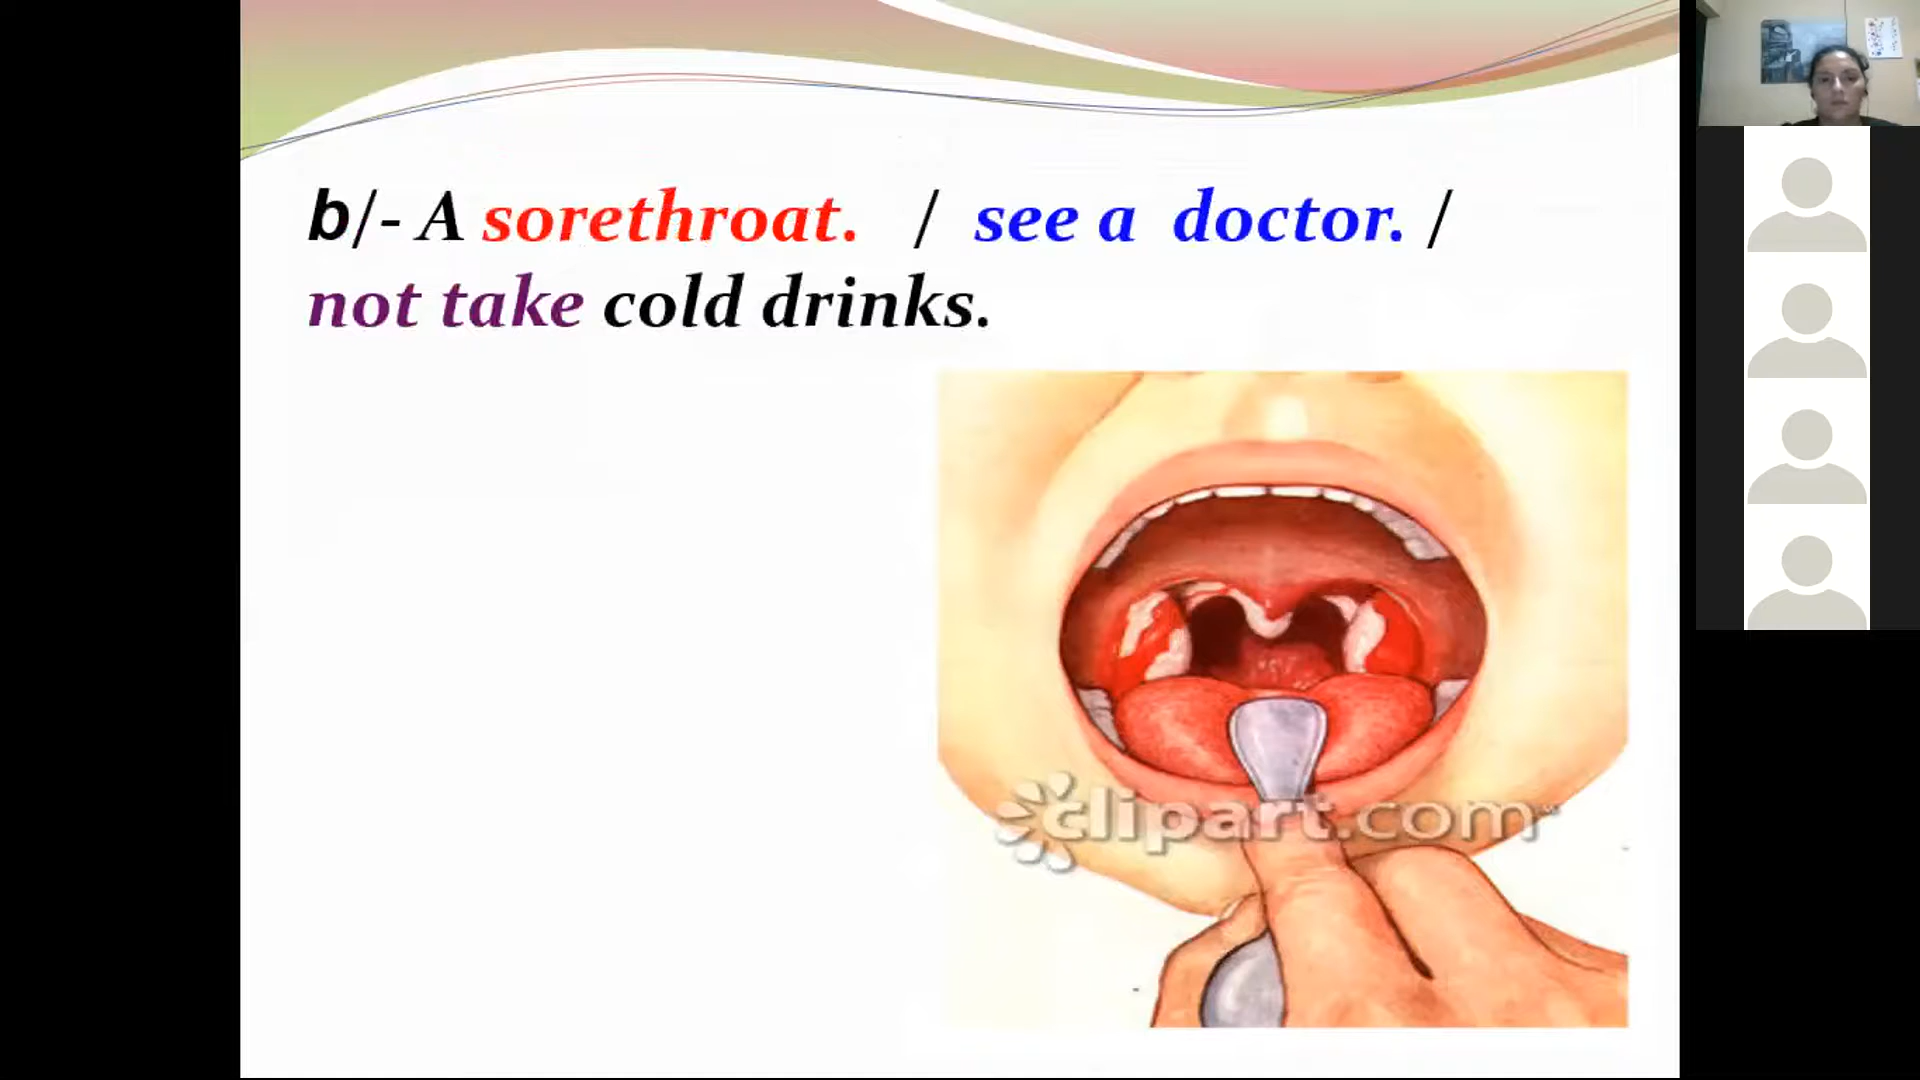 b/- A sorethroat. / see a doctor. /
not take cold drinks.
clipart.com